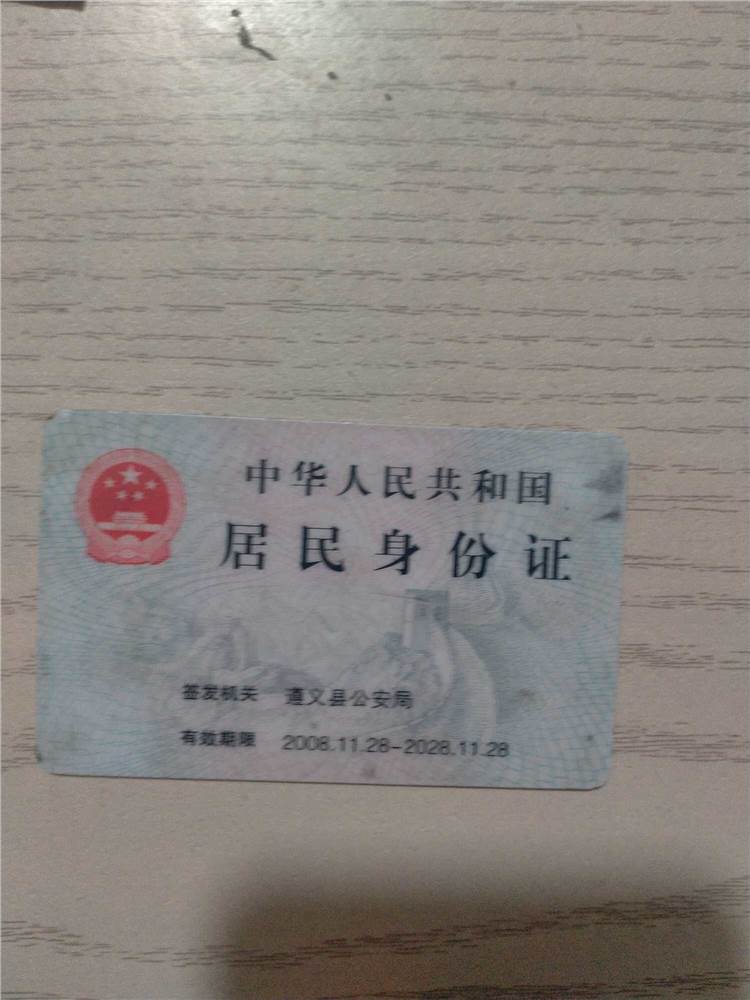 中华人民共和国
居民身份证
签发机关 遵义县公安局
有效期限 2008.11.28-2028.11.28